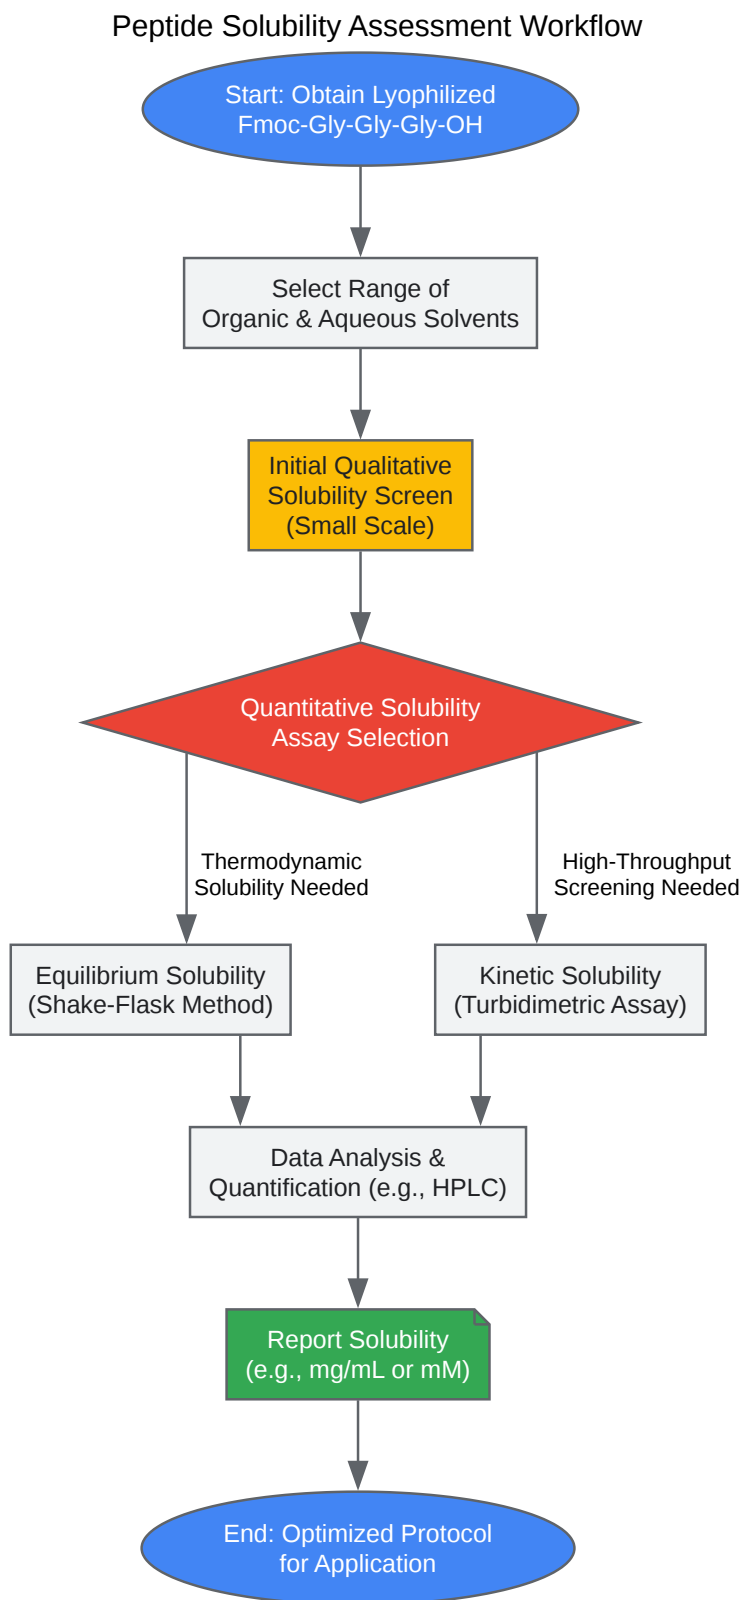 Peptide Solubility Assessment Workflow
Start: Obtain Lyophilized
Fmoc-Gly-Gly-Gly-OH
Select Range of
Organic & Aqueous Solvents
Initial Qualitative
Solubility Screen
(Small Scale)
Quantitative Solubility
Assay Selection
Thermodynamic
Solubility Needed
High-Throughput
Screening Needed
Equilibrium Solubility
(Shake-Flask Method)
Kinetic Solubility
(Turbidimetric Assay)
Data Analysis &
Quantification (e.g., HPLC)
Report Solubility
(e.g., mg/mL or mM)
End: Optimized Protocol
for Application